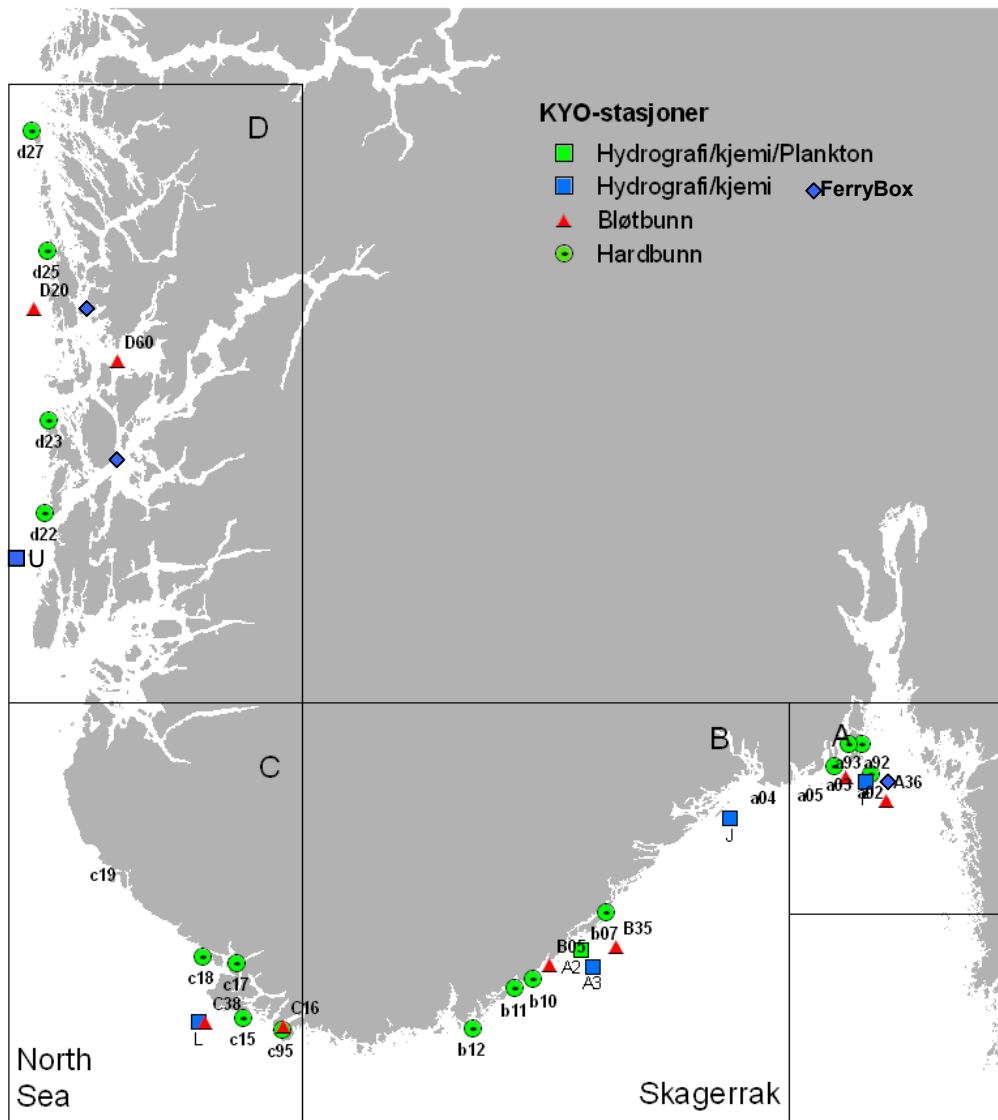 D
KYO-stasjoner
Hydrografi/kjemi/Plankton
Hydrografi/kjemi
FerryBox
Bløtbunn
Hardbunn
d27
d25
D20
D60
d23
d22
U
C
B
A
a93
a92
a03
a02
A36
a05
a04
J
c19
c18
c17
C38
C16
L
c15
c95
b07
B35
B05
A2
A3
b10
b11
b12
North
Sea
Skagerrak